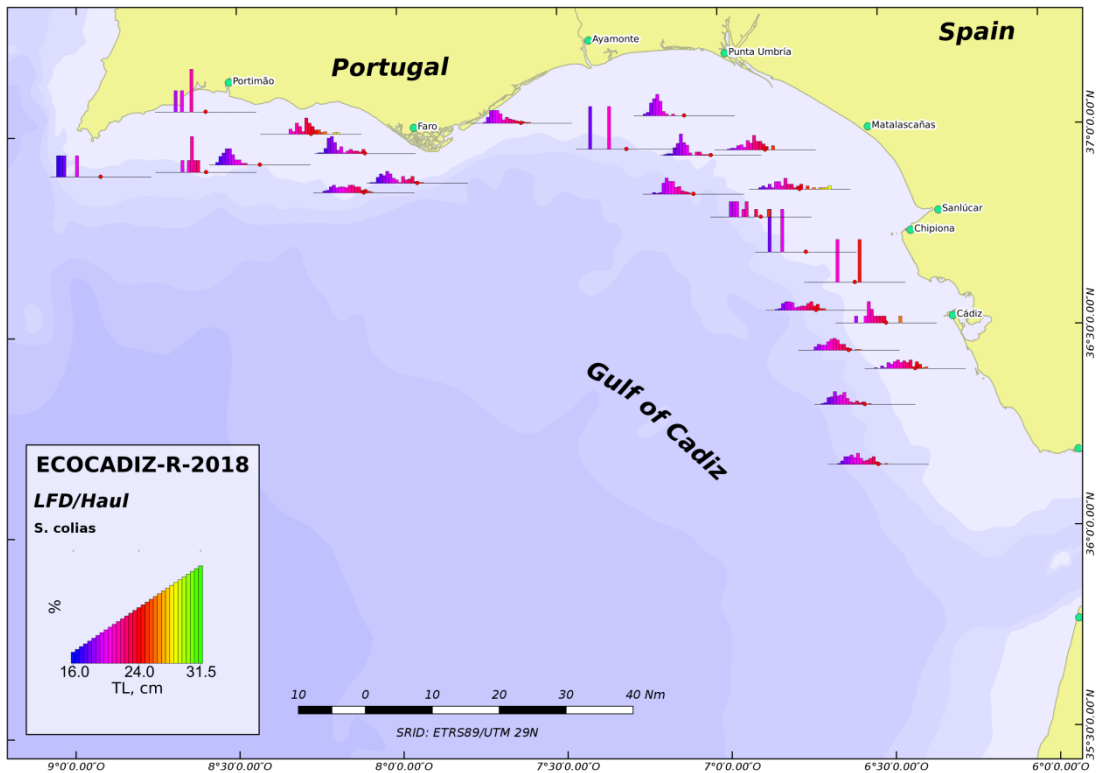 Spain
Portugal
Ayamonte
Punta Umbría
Portimão
Faro
Matalascañas
Sanlúcar
Chipiona
Cádiz
Gulf of Cadiz
37°0'0.00"N
36°30'0.00"N
36°0'0.00"N
35°30'0.00"N
ECOCADIZ-R-2018
LFD/Haul
S. colias
%
16.0 24.0 31.5
TL, cm
10 0 10 20 30 40 Nm
SRID: ETRS89/UTM 29N
9°0'0.00"O 8°30'0.00"O 8°0'0.00"O 7°30'0.00"O 7°0'0.00"O 6°30'0.00"O 6°0'0.00"O